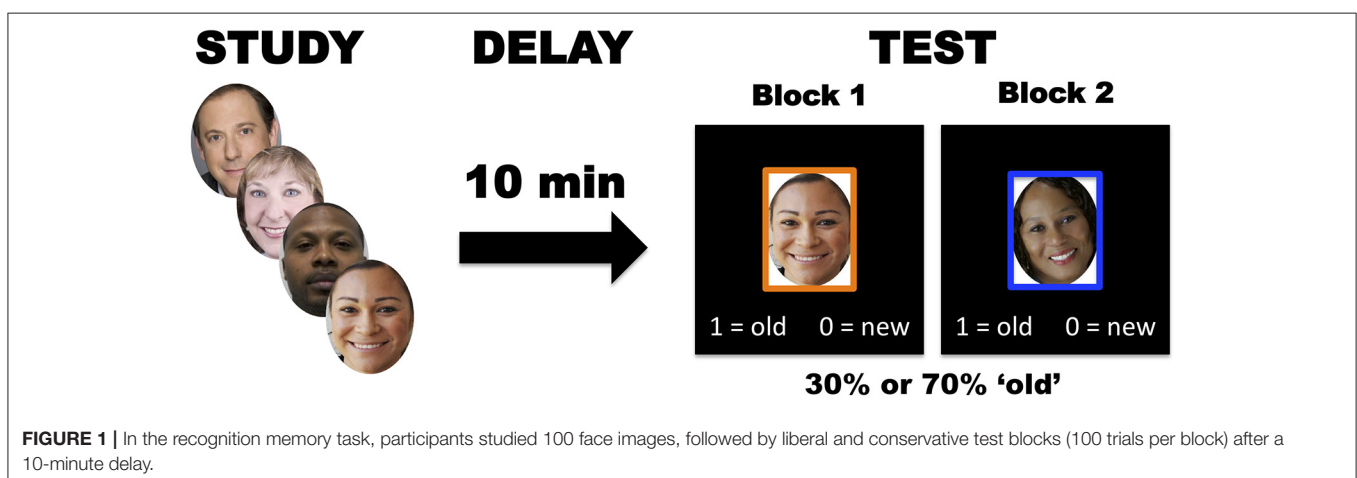 STUDY DELAY TEST
Block 1 Block 2
10 min
1 = old 0 = new 1 = old 0 = new
30% or 70% ‘old’
FIGURE 1 | In the recognition memory task, participants studied 100 face images, followed by liberal and conservative test blocks (100 trials per block) after a
10-minute delay.